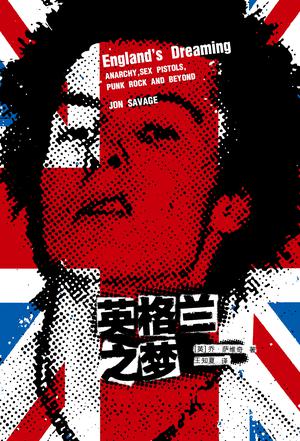 England's Dreaming
ANARCHY, SEX PISTOLS,
PUNK ROCK AND BEYOND
JON SAVAGE
英格兰
之梦
[英] 乔·萨维奇 著
王知夏 译